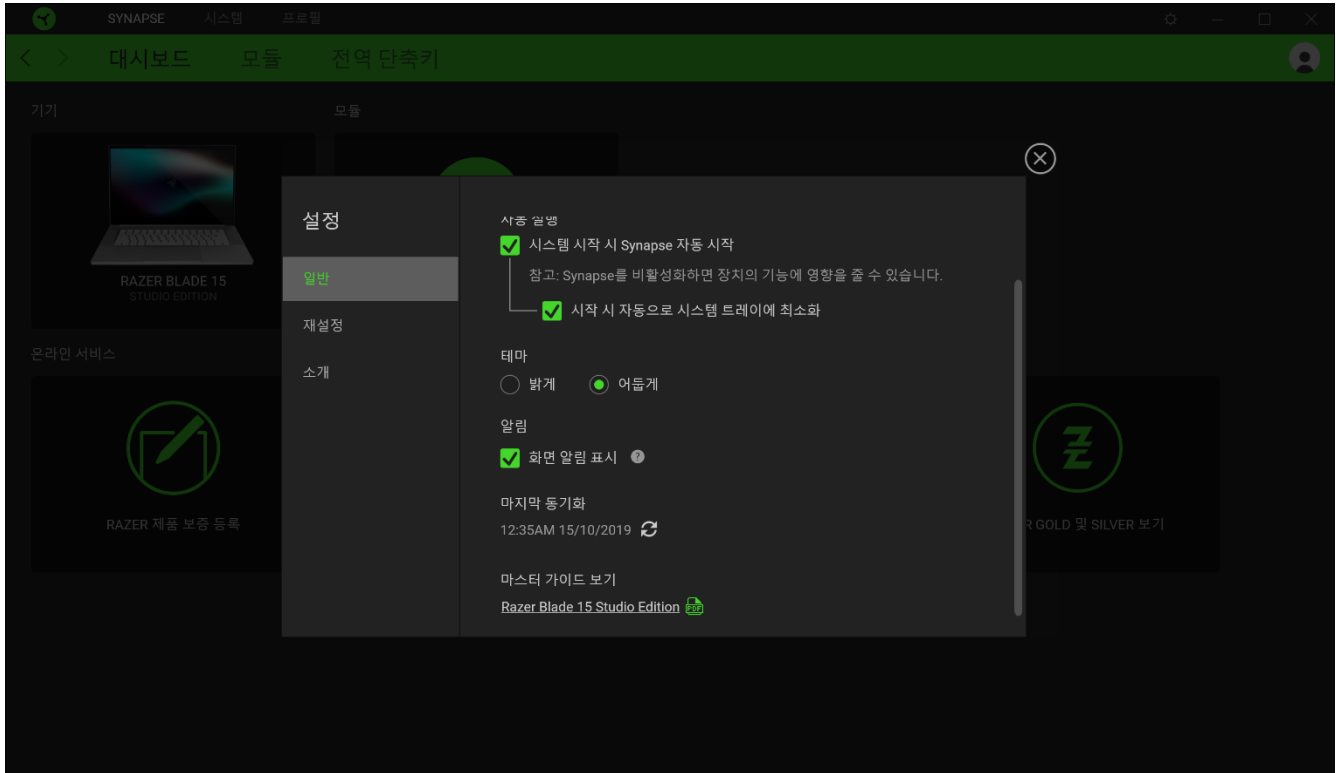 SYNAPSE 시스템 프로필
대시보드 모듈 전역 단축키
기기 모듈
RAZER BLADE 15
STUDIO EDITION
온라인 서비스
RAZER 제품 보증 등록
R GOLD 및 SILVER 보기
설정
일반
재설정
소개
자동 실행
시스템 시작 시 Synapse 자동 시작
참고: Synapse를 비활성화하면 장치의 기능에 영향을 줄 수 있습니다.
시작 시 자동으로 시스템 트레이에 최소화
테마
밝게 어둡게
알림
화면 알림 표시 ?
마지막 동기화
12:35AM 15/10/2019
마스터 가이드 보기
Razer Blade 15 Studio Edition PDF